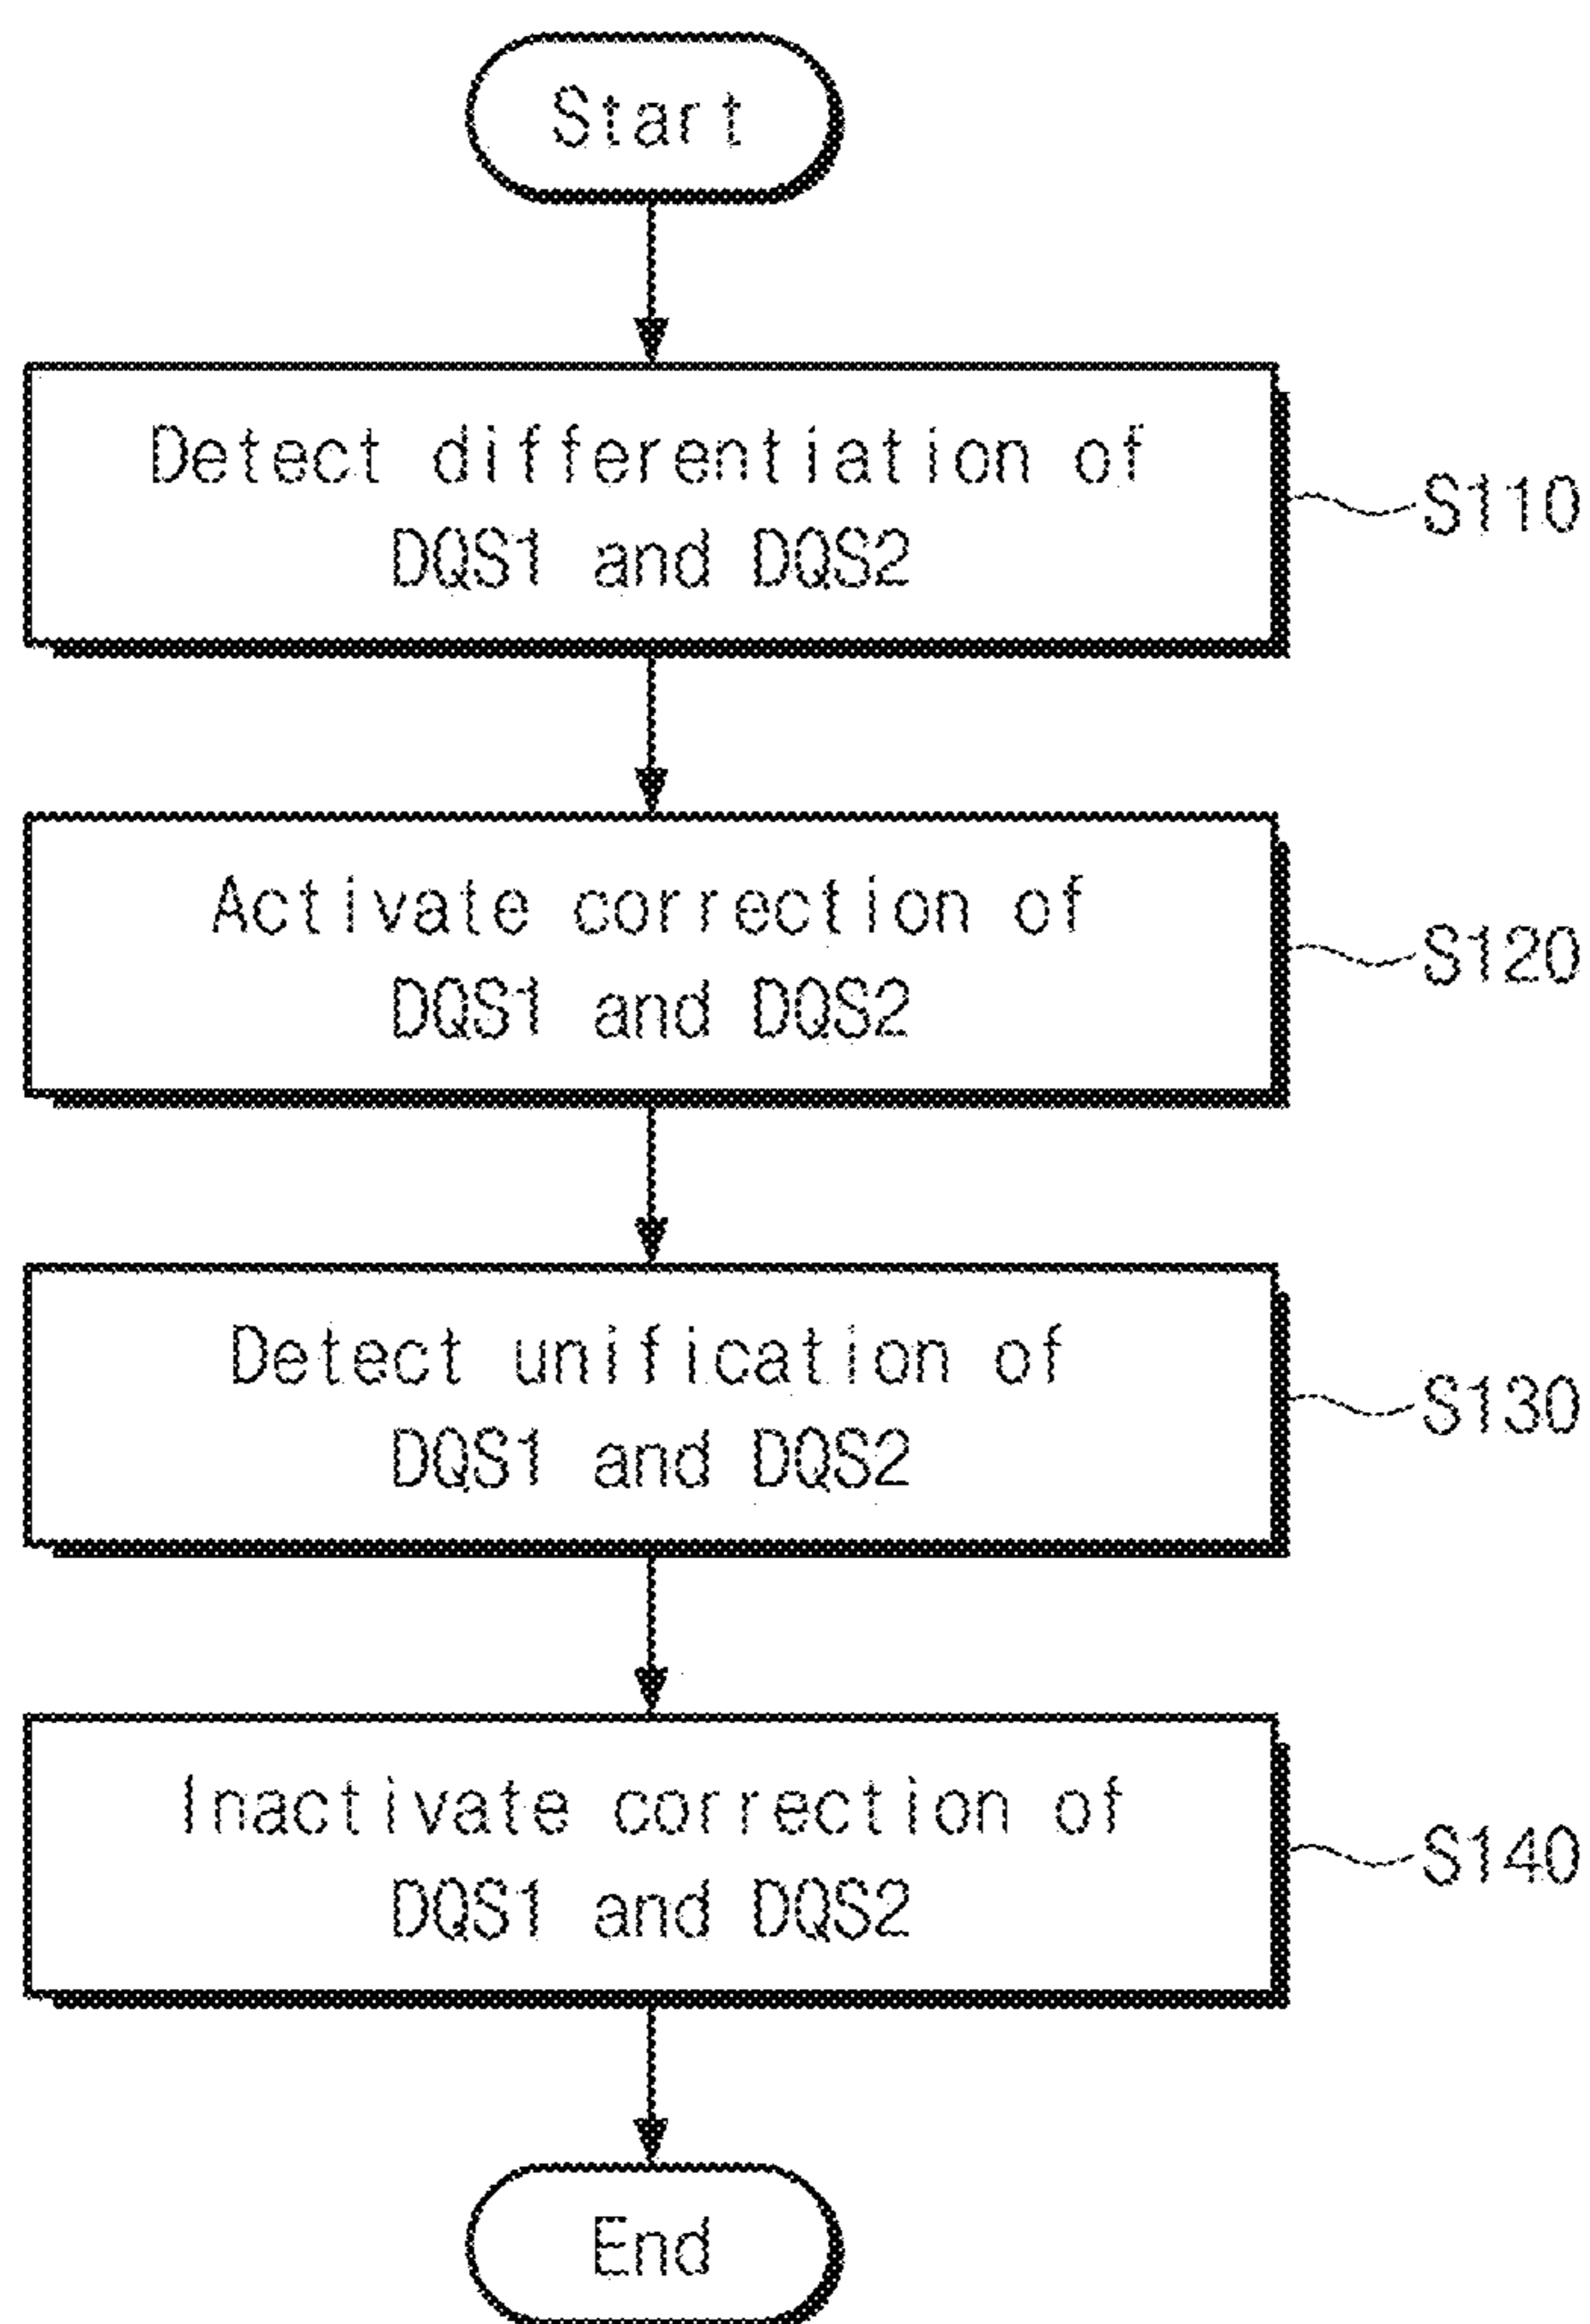 Start
Detect differentiation of
DQS1 and DQS2
S110
Activate correction of
DQS1 and DQS2
S120
Detect unification of
DQS1 and DQS2
S130
Inactivate correction of
DQS1 and DQS2
S140
End